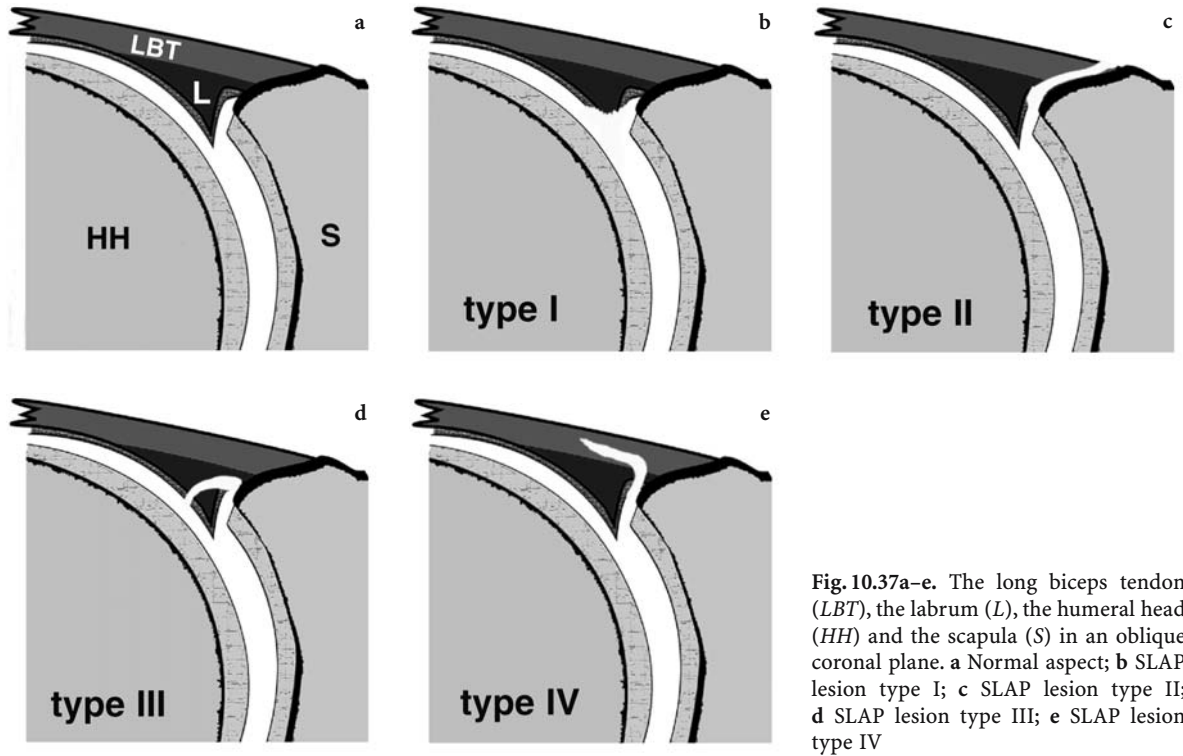 a
LBT
L
HH
S
b
type I
c
type II
d
type III
e
type IV
Fig. 10.37a–e. The long biceps tendon
(LBT), the labrum (L), the humeral head
(HH) and the scapula (S) in an oblique
coronal plane. a Normal aspect; b SLAP
lesion type I; c SLAP lesion type II;
d SLAP lesion type III; e SLAP lesion
type IV